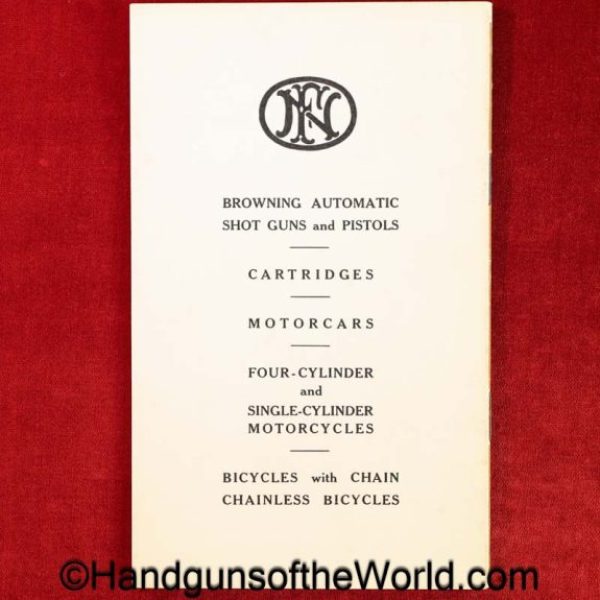 FN
BROWNING AUTOMATIC
SHOT GUNS and PISTOLS
CARTRIDGES
MOTORCARS
FOUR-CYLINDER
and
SINGLE-CYLINDER
MOTORCYCLES
BICYCLES with CHAIN
CHAINLESS BICYCLES
©HandgunsoftheWorld.com